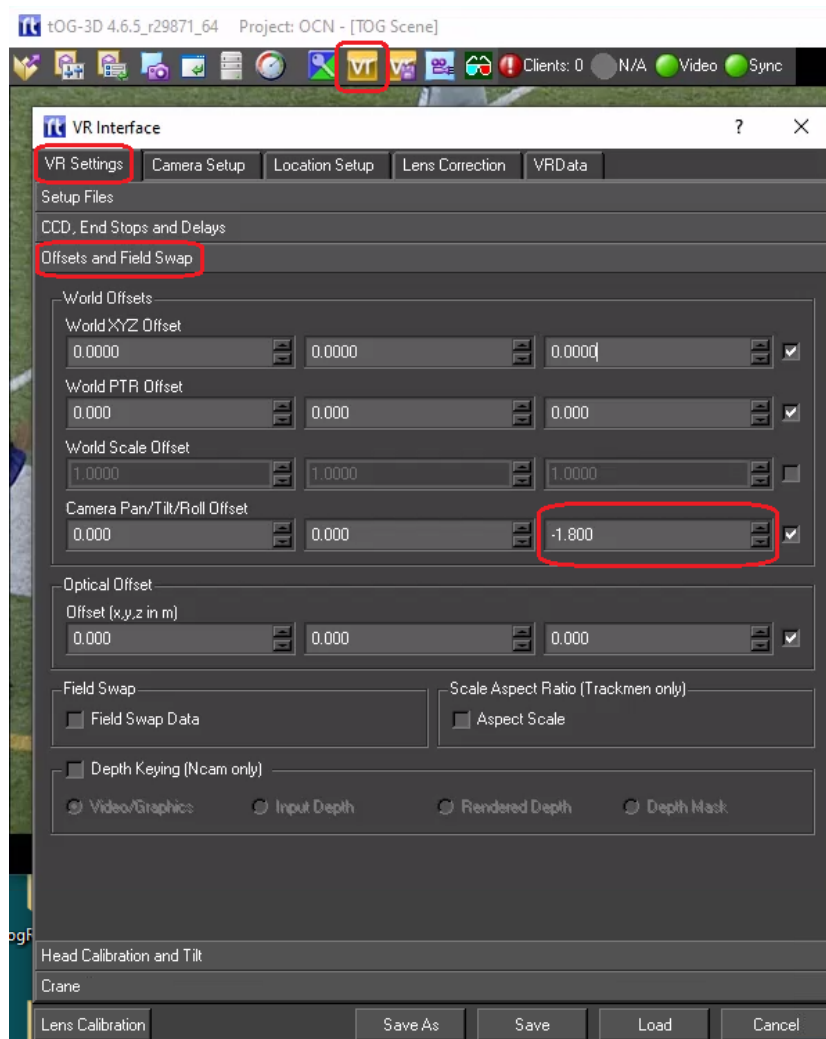 tOG-3D 4.6.5_r29871_64 Project: OCN - [TOG Scene]
vr Clients: 0 N/A Video Sync
VR Interface ? X
VR Settings Camera Setup Location Setup Lens Correction VRData
Setup Files
CCD, End Stops and Delays
Offsets and Field Swap
World Offsets
World XYZ Offset
0.0000 0.0000 0.0000
World PTR Offset
0.000 0.000 0.000
World Scale Offset
1.0000 1.0000 1.0000
Camera Pan/Tilt/Roll Offset
0.000 0.000 -1.800
Optical Offset
Offset (x,y,z in m)
0.000 0.000 0.000
Field Swap Scale Aspect Ratio (Trackmen only)
Field Swap Data Aspect Scale
Depth Keying (Ncam only)
Video/Graphics Input Depth Rendered Depth Depth Mask
Head Calibration and Tilt
Crane
Lens Calibration Save As Save Load Cancel